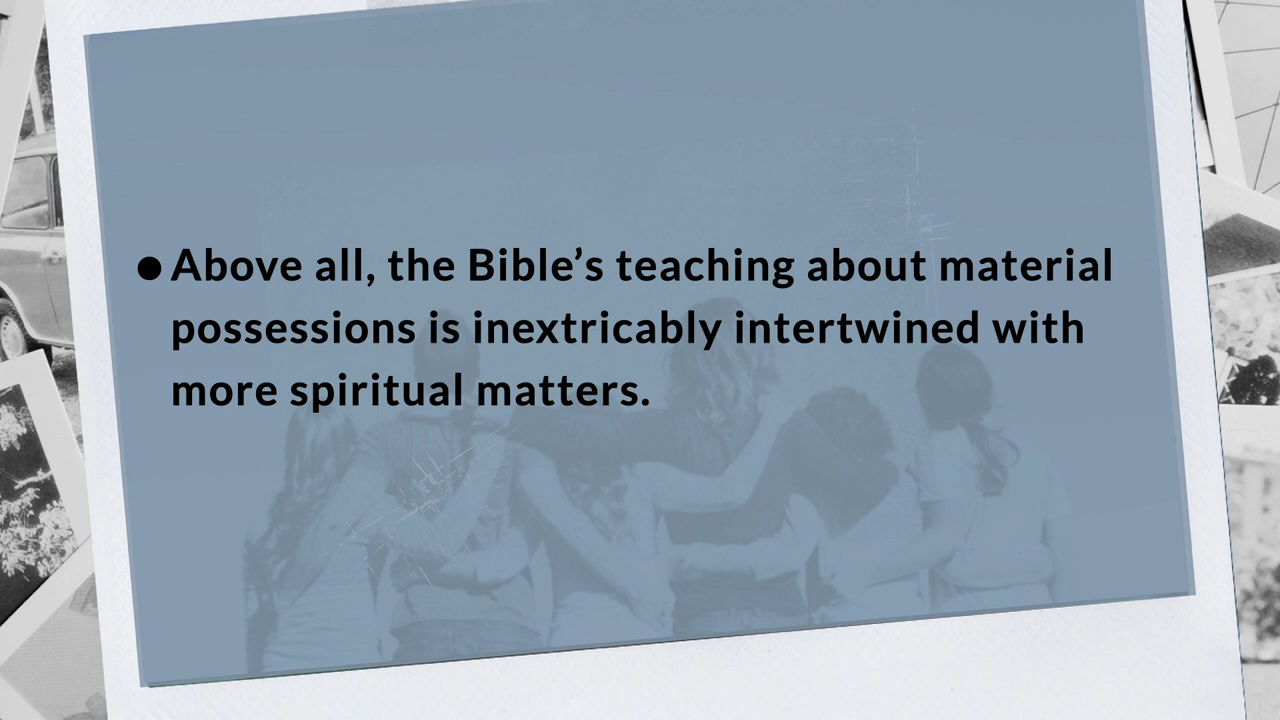 • Above all, the Bible’s teaching about material
possessions is inextricably intertwined with
more spiritual matters.